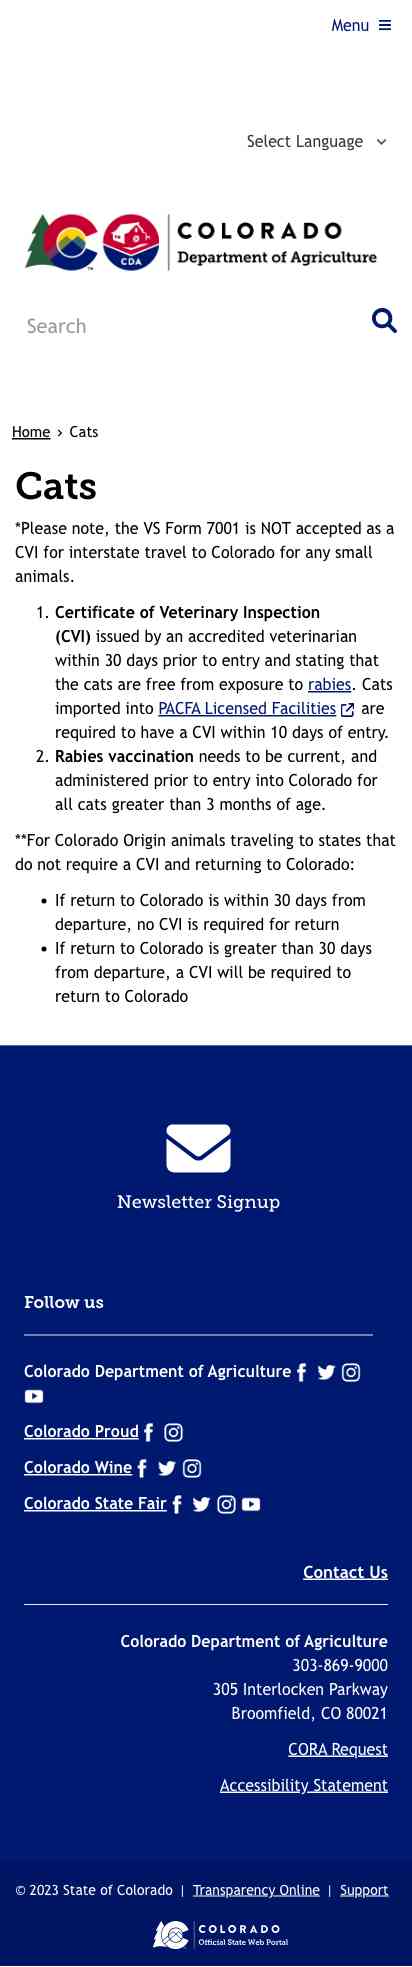 Menu
Select Language
CDA
COLORADO
Department of Agriculture
TM
Search
Home › Cats
Cats
*Please note, the VS Form 7001 is NOT accepted as a
CVI for interstate travel to Colorado for any small
animals.
1. Certificate of Veterinary Inspection
(CVI) issued by an accredited veterinarian
within 30 days prior to entry and stating that
the cats are free from exposure to rabies. Cats
imported into PACFA Licensed Facilities are
required to have a CVI within 10 days of entry.
2. Rabies vaccination needs to be current, and
administered prior to entry into Colorado for
all cats greater than 3 months of age.
**For Colorado Origin animals traveling to states that
do not require a CVI and returning to Colorado:
• If return to Colorado is within 30 days from
departure, no CVI is required for return
• If return to Colorado is greater than 30 days
from departure, a CVI will be required to
return to Colorado
Newsletter Signup
Follow us
Colorado Department of Agriculture
Colorado Proud
Colorado Wine
Colorado State Fair
Contact Us
Colorado Department of Agriculture
303-869-9000
305 Interlocken Parkway
Broomfield, CO 80021
CORA Request
Accessibility Statement
© 2023 State of Colorado | Transparency Online | Support
COLORADO
Official State Web Portal